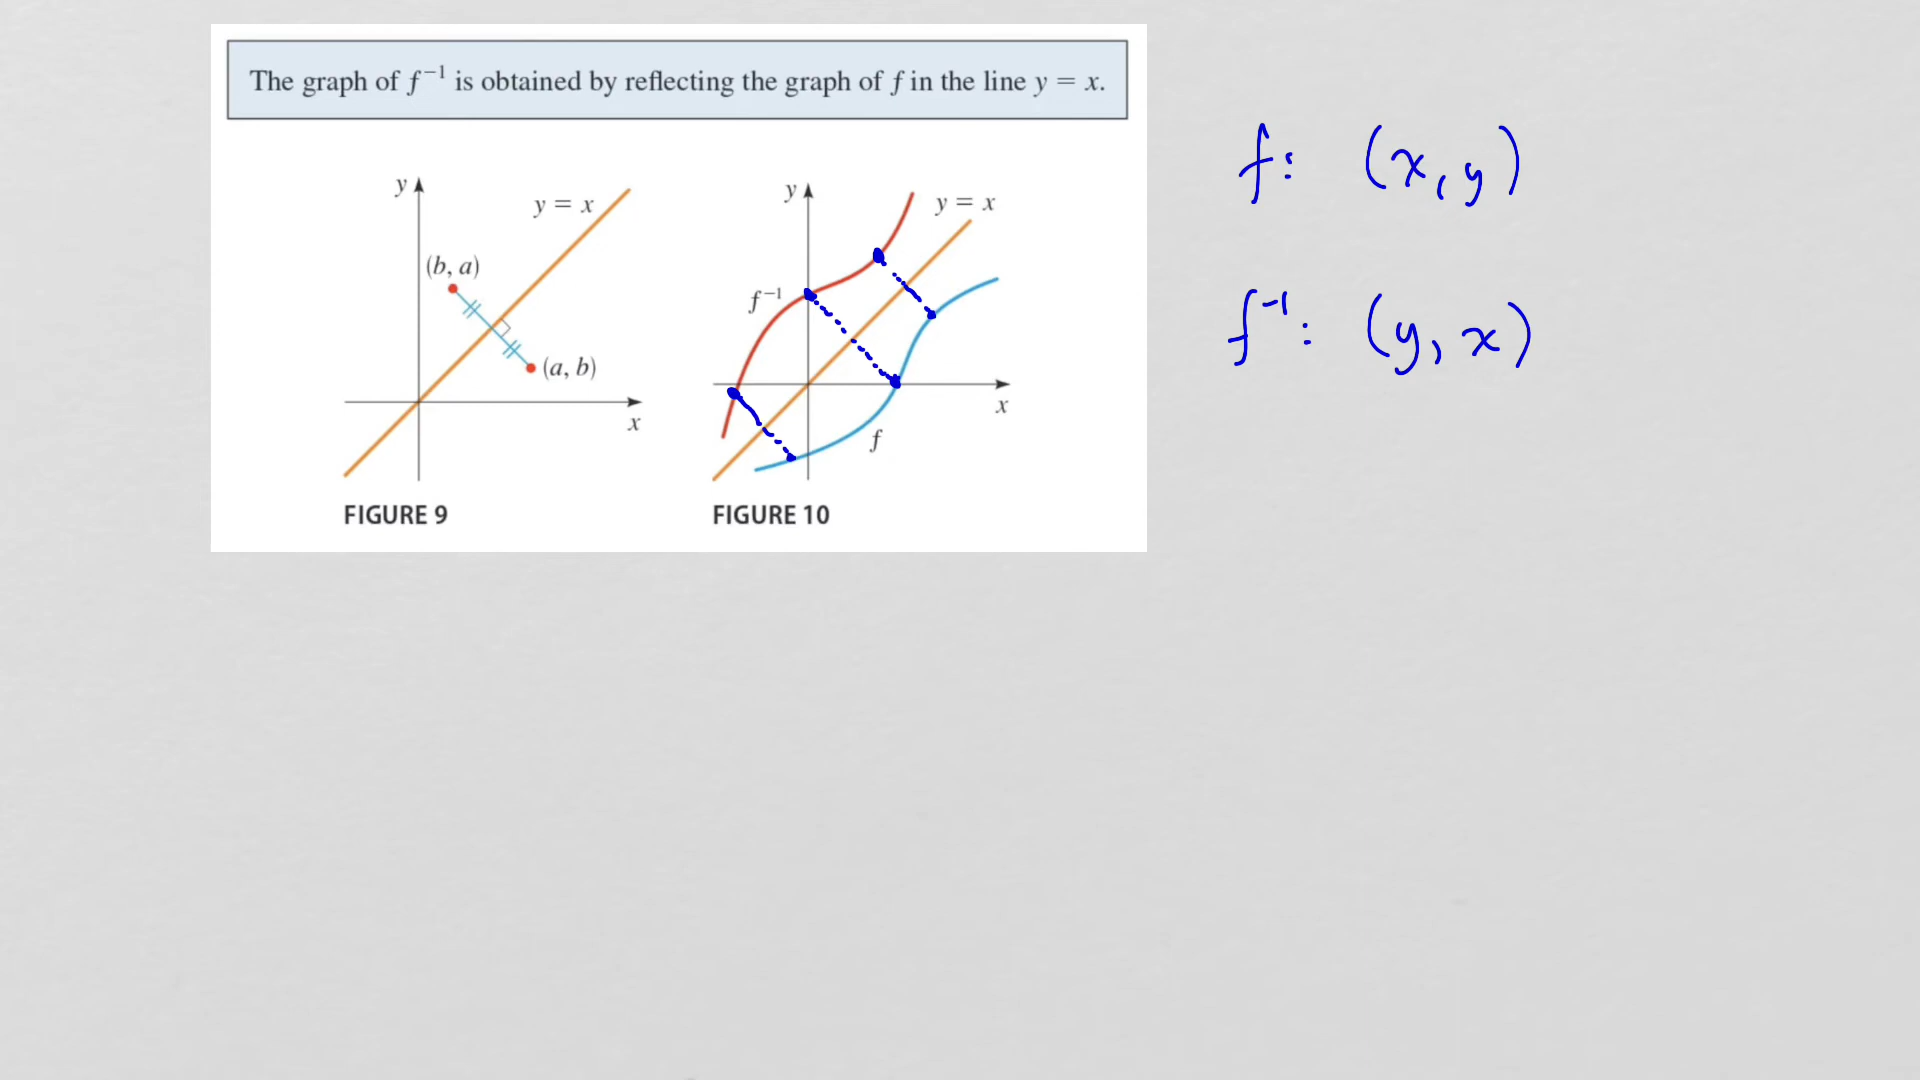 The graph of f⁻¹ is obtained by reflecting the graph of f in the line y = x.
y
y = x
(b, a)
(a, b)
x
FIGURE 9
y
y = x
f⁻¹
x
f
FIGURE 10
f: (x, y)
f⁻¹: (y, x)